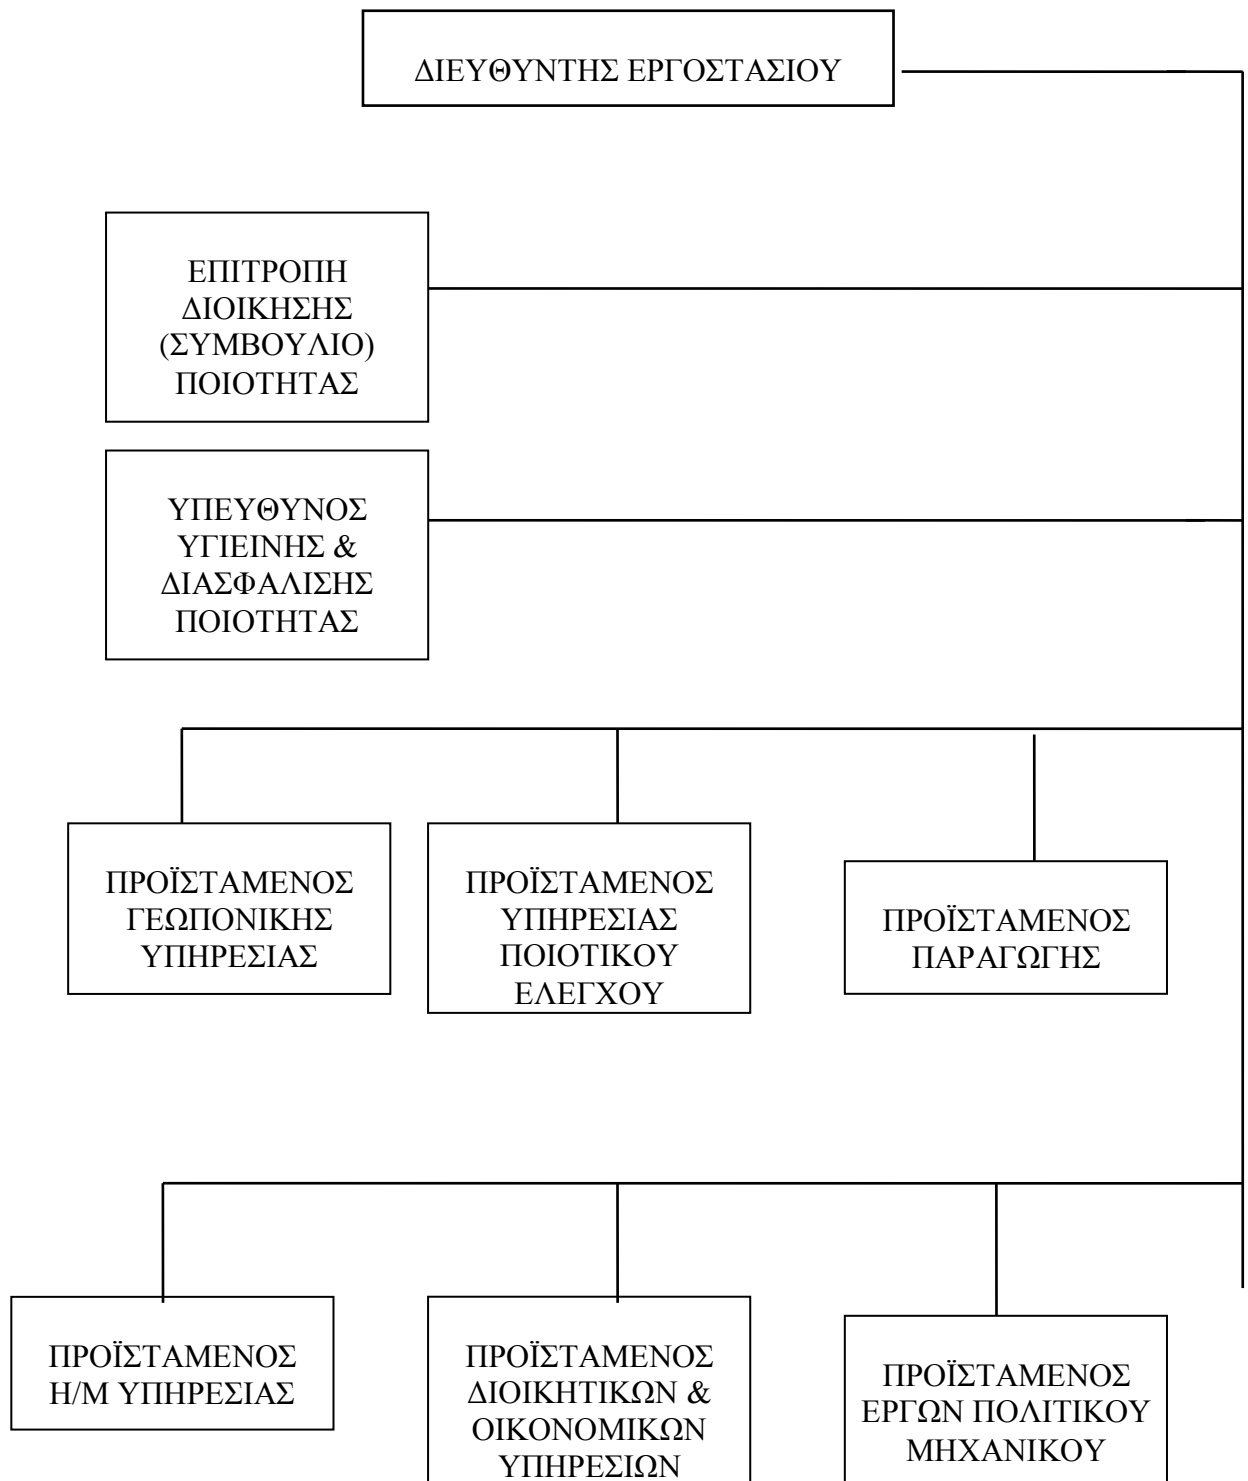 ΔΙΕΥΘΥΝΤΗΣ ΕΡΓΟΣΤΑΣΙΟΥ
ΕΠΙΤΡΟΠΗ
ΔΙΟΙΚΗΣΗΣ
(ΣΥΜΒΟΥΛΙΟ)
ΠΟΙΟΤΗΤΑΣ
ΥΠΕΥΘΥΝΟΣ
ΥΓΙΕΙΝΗΣ &
ΔΙΑΣΦΑΛΙΣΗΣ
ΠΟΙΟΤΗΤΑΣ
ΠΡΟΪΣΤΑΜΕΝΟΣ
ΓΕΩΠΟΝΙΚΗΣ
ΥΠΗΡΕΣΙΑΣ
ΠΡΟΪΣΤΑΜΕΝΟΣ
ΥΠΗΡΕΣΙΑΣ
ΠΟΙΟΤΙΚΟΥ
ΕΛΕΓΧΟΥ
ΠΡΟΪΣΤΑΜΕΝΟΣ
ΠΑΡΑΓΩΓΗΣ
ΠΡΟΪΣΤΑΜΕΝΟΣ
Η/Μ ΥΠΗΡΕΣΙΑΣ
ΠΡΟΪΣΤΑΜΕΝΟΣ
ΔΙΟΙΚΗΤΙΚΩΝ &
ΟΙΚΟΝΟΜΙΚΩΝ
ΥΠΗΡΕΣΙΩΝ
ΠΡΟΪΣΤΑΜΕΝΟΣ
ΕΡΓΩΝ ΠΟΛΙΤΙΚΟΥ
ΜΗΧΑΝΙΚΟΥ